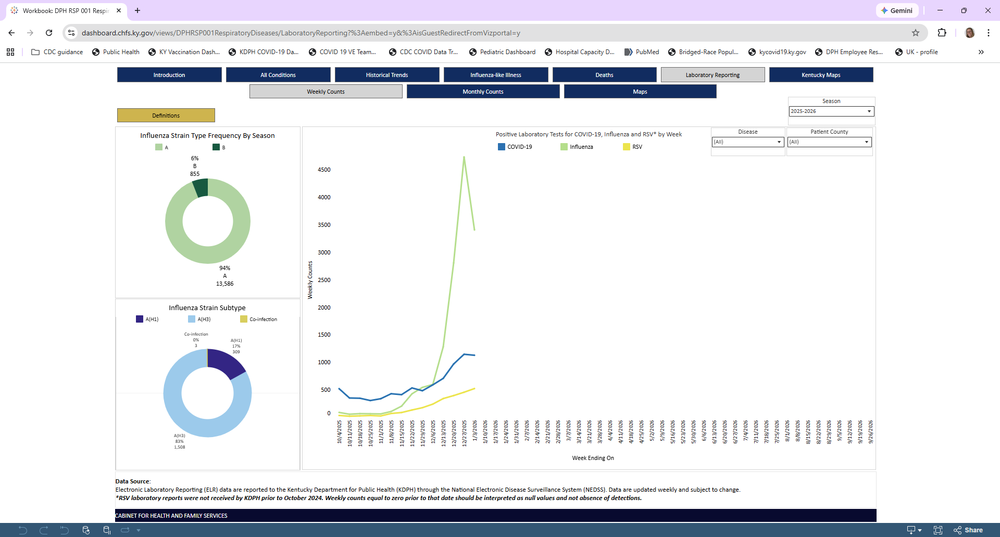 Workbook: DPH RSP 001 Respir
Gemini
dashboard.chfs.ky.gov/views/DPHRSP001RespiratoryDiseases/LaboratoryReporting?%3Aembed=y&%3AisGuestRedirectFromVizportal=y
CDC guidance
Public Health
KY Vaccination Dash...
KDPH COVID-19 Da...
COVID 19 VE Team...
CDC COVID Data Tr...
Pediatric Dashboard
Hospital Capacity D...
PubMed
Bridged-Race Popul...
kycovid19.ky.gov
DPH Employee Res...
UK - profile
Introduction
All Conditions
Historical Trends
Influenza-like Illness
Deaths
Laboratory Reporting
Kentucky Maps
Weekly Counts
Monthly Counts
Maps
Season
2025-2026
Definitions
Influenza Strain Type Frequency By Season
A
B
6%
B
855
94%
A
13,586
Influenza Strain Subtype
A(H1)
A(H3)
Co-infection
Co-infection
0%
3
A(H1)
17%
309
A(H3)
83%
1,508
Positive Laboratory Tests for COVID-19, Influenza and RSV* by Week
COVID-19
Influenza
RSV
Disease
(All)
Patient County
(All)
Weekly Counts
4500
4000
3500
3000
2500
2000
1500
1000
500
0
10/4/2025
10/11/2025
10/18/2025
10/25/2025
11/1/2025
11/8/2025
11/15/2025
11/22/2025
11/29/2025
12/6/2025
12/13/2025
12/20/2025
12/27/2025
1/3/2026
1/10/2026
1/17/2026
1/24/2026
1/31/2026
2/7/2026
2/14/2026
2/21/2026
2/28/2026
3/7/2026
3/14/2026
3/21/2026
3/28/2026
4/4/2026
4/11/2026
4/18/2026
4/25/2026
5/2/2026
5/9/2026
5/16/2026
5/23/2026
5/30/2026
6/6/2026
6/13/2026
6/20/2026
6/27/2026
7/4/2026
7/11/2026
7/18/2026
7/25/2026
8/1/2026
8/8/2026
8/15/2026
8/22/2026
8/29/2026
9/5/2026
9/12/2026
9/19/2026
9/26/2026
Week Ending On
Data Source:
Electronic Laboratory Reporting (ELR) data are reported to the Kentucky Department for Public Health (KDPH) through the National Electronic Disease Surveillance System (NEDSS). Data are updated weekly and subject to change.
*RSV laboratory reports were not received by KDPH prior to October 2024. Weekly counts equal to zero prior to that date should be interpreted as null values and not absence of detections.
CABINET FOR HEALTH AND FAMILY SERVICES
Share